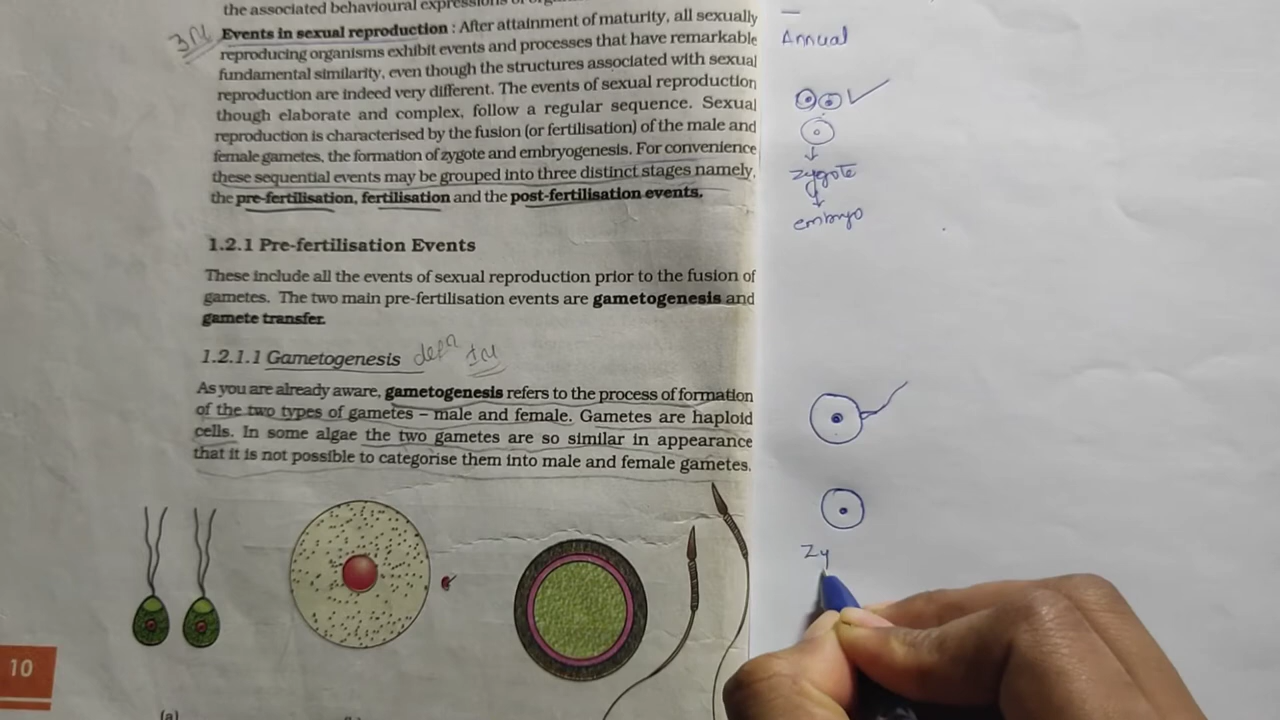 the associated behavioural expressions of
3M
Events in sexual reproduction : After attainment of maturity, all sexually
reproducing organisms exhibit events and processes that have remarkable
fundamental similarity, even though the structures associated with sexual
reproduction are indeed very different. The events of sexual reproduction
though elaborate and complex, follow a regular sequence. Sexual
reproduction is characterised by the fusion (or fertilisation) of the male and
female gametes, the formation of zygote and embryogenesis. For convenience
these sequential events may be grouped into three distinct stages namely,
the pre-fertilisation, fertilisation and the post-fertilisation events.
1.2.1 Pre-fertilisation Events
These include all the events of sexual reproduction prior to the fusion of
gametes. The two main pre-fertilisation events are gametogenesis and
gamete transfer.
1.2.1.1 Gametogenesis defn 1M
As you are already aware, gametogenesis refers to the process of formation
of the two types of gametes – male and female. Gametes are haploid
cells. In some algae the two gametes are so similar in appearance
that it is not possible to categorise them into male and female gametes.
10
(a)
Annual
zygote
embryo
Zy